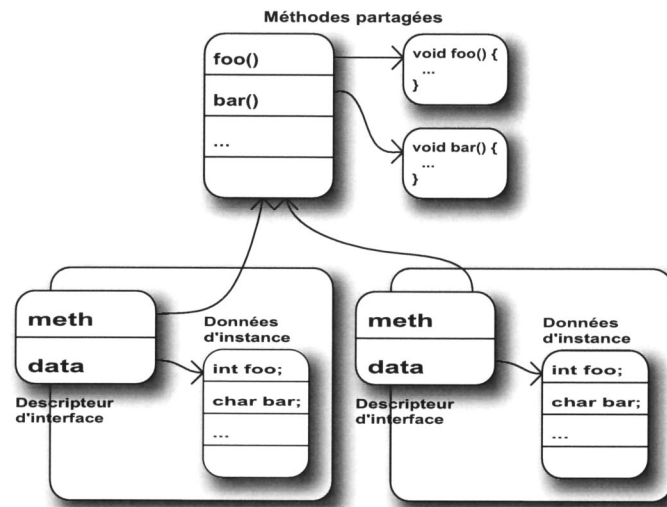 Méthodes partagées
foo()
bar()
...
void foo() {
...
}
void bar() {
...
}
meth
data
Descripteur
d'interface
Données
d'instance
int foo;
char bar;
...
meth
data
Descripteur
d'interface
Données
d'instance
int foo;
char bar;
...